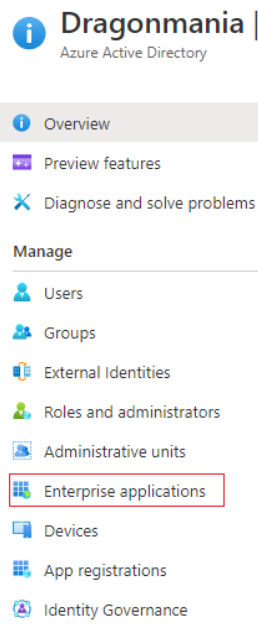 Dragonmania |
Azure Active Directory
Overview
Preview features
Diagnose and solve problems
Manage
Users
Groups
External Identities
Roles and administrators
Administrative units
Enterprise applications
Devices
App registrations
Identity Governance